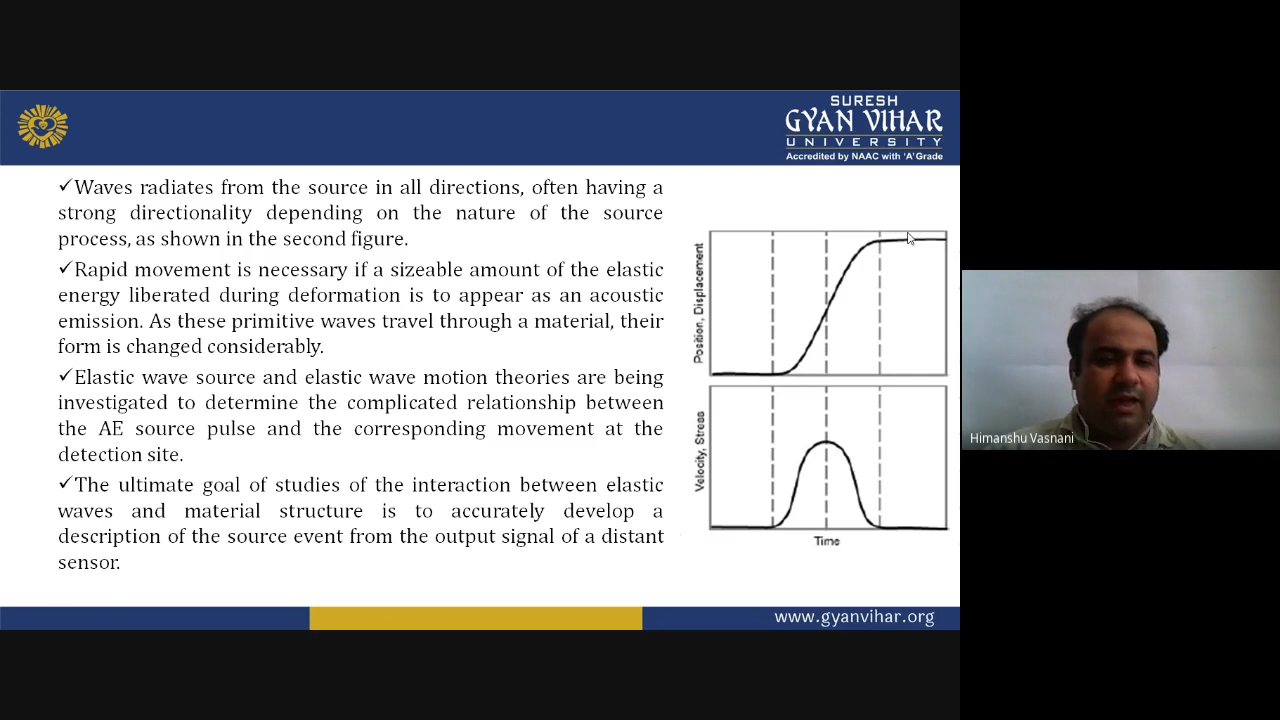 SURESH
GYAN VIHAR
UNIVERSITY
Accredited by NAAC with 'A' Grade
✓Waves radiates from the source in all directions, often having a
strong directionality depending on the nature of the source
process, as shown in the second figure.
✓Rapid movement is necessary if a sizeable amount of the elastic
energy liberated during deformation is to appear as an acoustic
emission. As these primitive waves travel through a material, their
form is changed considerably.
✓Elastic wave source and elastic wave motion theories are being
investigated to determine the complicated relationship between
the AE source pulse and the corresponding movement at the
detection site.
✓The ultimate goal of studies of the interaction between elastic
waves and material structure is to accurately develop a
description of the source event from the output signal of a distant
sensor.
Position, Displacement
Velocity, Stress
Time
www.gyanvihar.org
Himanshu Vasnani